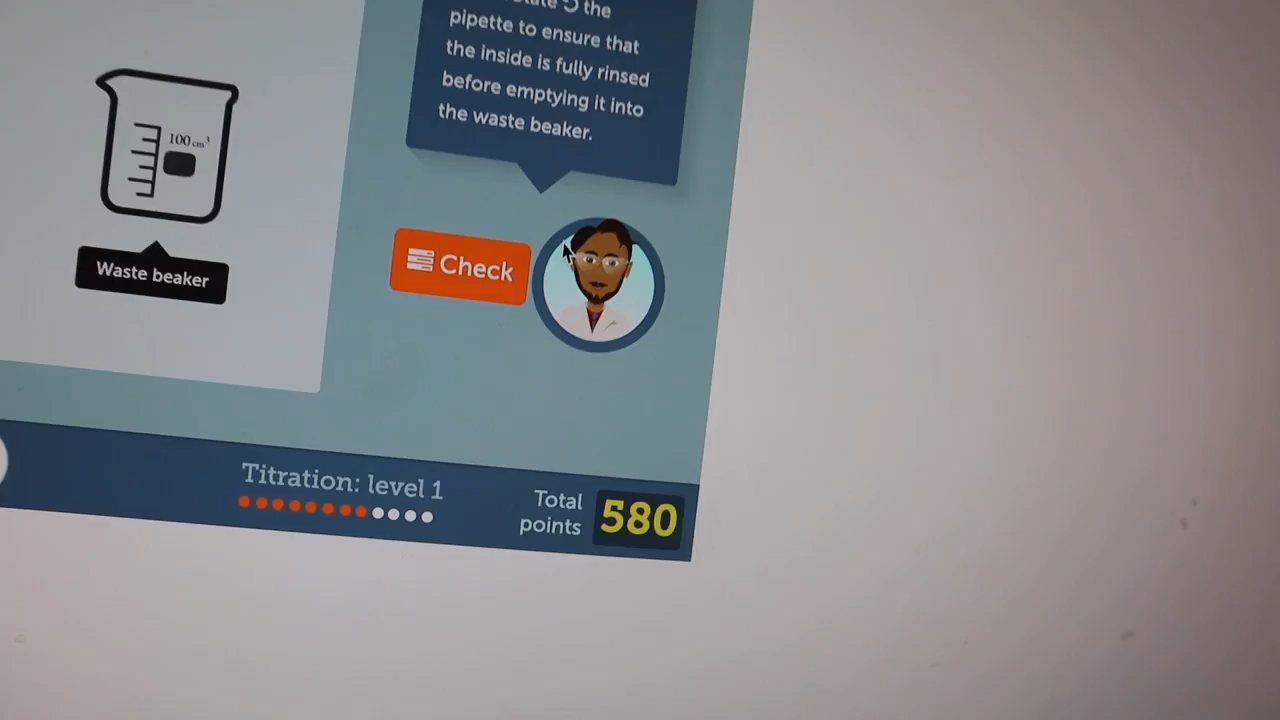 the
pipette to ensure that
the inside is fully rinsed
before emptying it into
the waste beaker.
100 cm³
Waste beaker
Check
Titration: level 1
Total
points
580